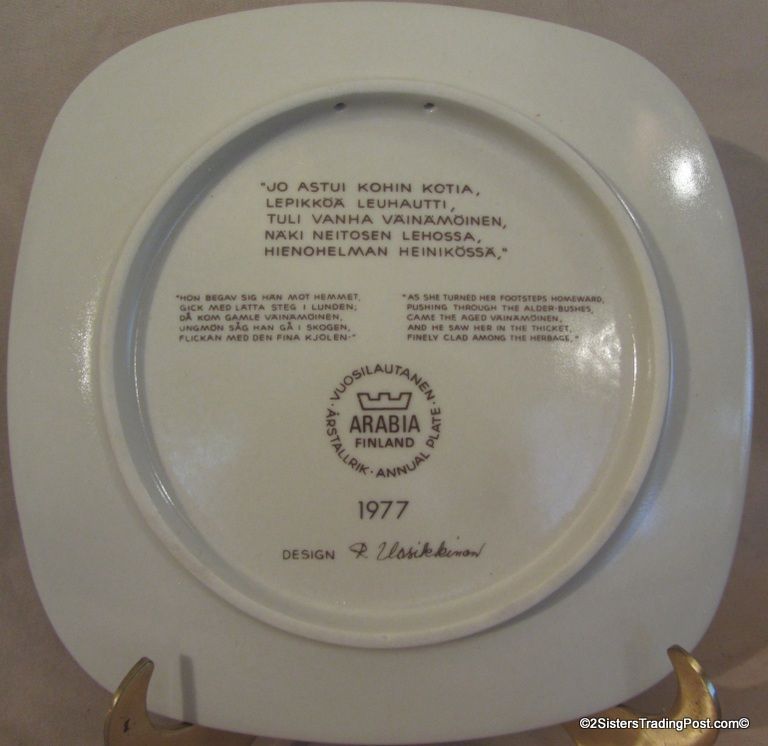 "JO ASTUI KOHIN KOTIA,
LEPIKKÖÄ LEUHAUTTI,
TULI VANHA VÄINÄMÖINEN,
NÄKI NEITOSEN LEHOSSA,
HIENOHELMAN HEINIKÖSSÄ,"
"HON BEGAV SIG HÄN MOT HEMMET,
GICK MED LÄTTA STEG I LUNDEN;
DÅ KOM GAMLE VÄINÄMÖINEN,
UNGMÖN SÅG HAN GÅ I SKOGEN,
FLICKAN MED DEN FINA KJOLEN-"
"AS SHE TURNED HER FOOTSTEPS HOMEWARD,
PUSHING THROUGH THE ALDER-BUSHES,
CAME THE AGED VÄINÄMÖINEN,
AND HE SAW HER IN THE THICKET,
FINELY CLAD AMONG THE HERBAGE,"
· VUOSILAUTANEN ·
ARABIA
FINLAND
ÅRSTALLRIK · ANNUAL PLATE
1977
DESIGN R Uosikkinen
©2SistersTradingPost.com©